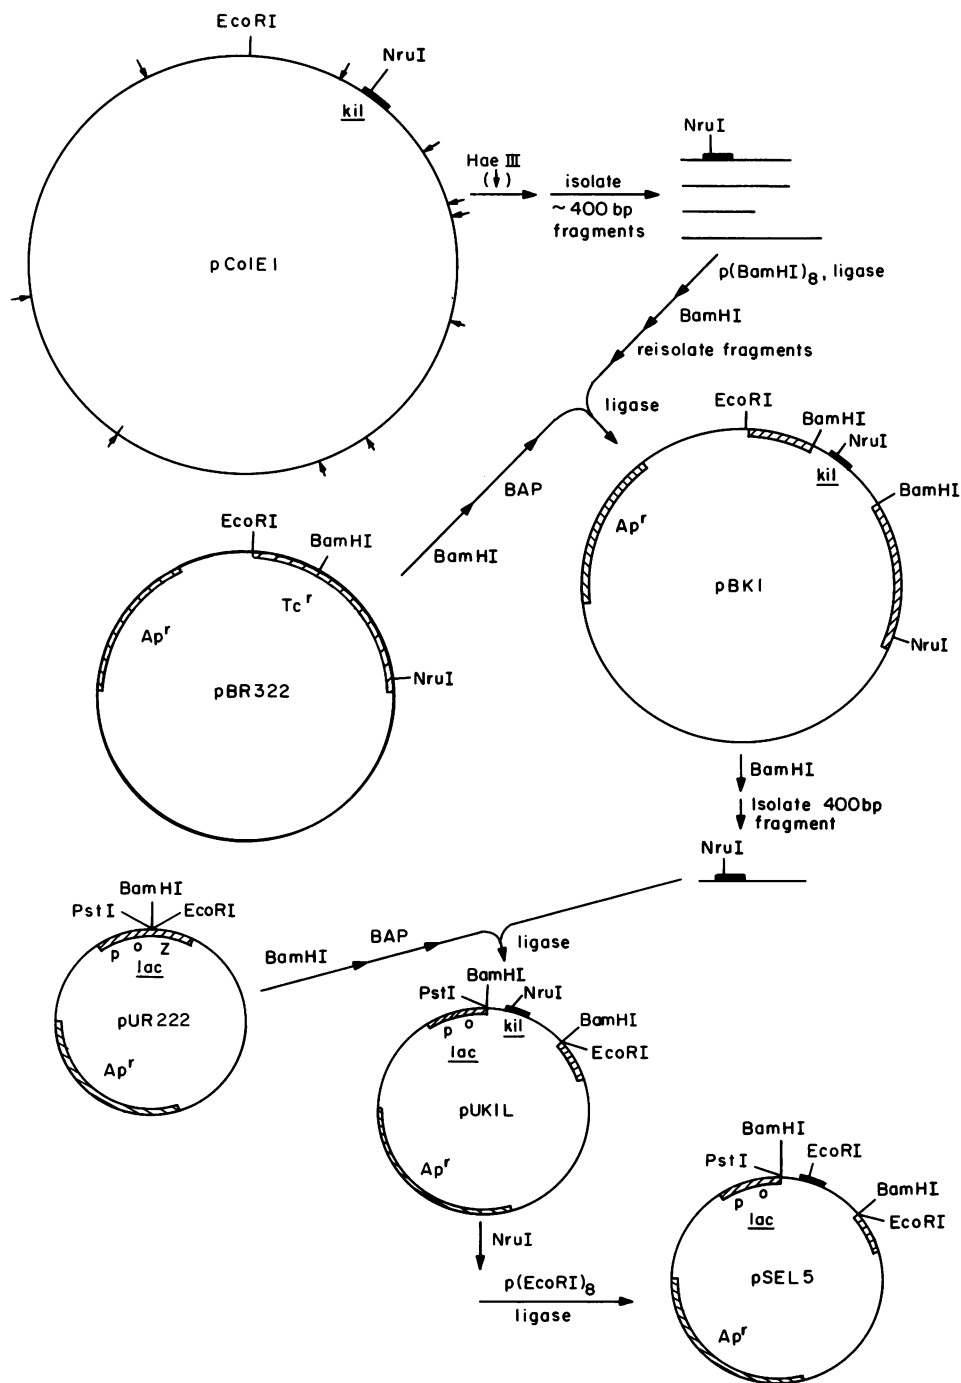 EcoRI
NruI
kil
pColE1
Hae III
(↓)
isolate
~400 bp
fragments
NruI
p(BamHI)8, ligase
BamHI
reisolate fragments
ligase
BAP
BamHI
EcoRI
BamHI
Tcr
Apr
NruI
pBR322
EcoRI
BamHI
NruI
kil
BamHI
Apr
pBK1
NruI
BamHI
Isolate 400bp
fragment
NruI
BamHI
PstI
EcoRI
p o Z
lac
pUR222
Apr
BamHI
BAP
ligase
BamHI
PstI
NruI
p o
kil
lac
BamHI
EcoRI
pUK1L
Apr
NruI
p(EcoRI)8
ligase
BamHI
PstI
EcoRI
p o
lac
BamHI
EcoRI
pSEL5
Apr